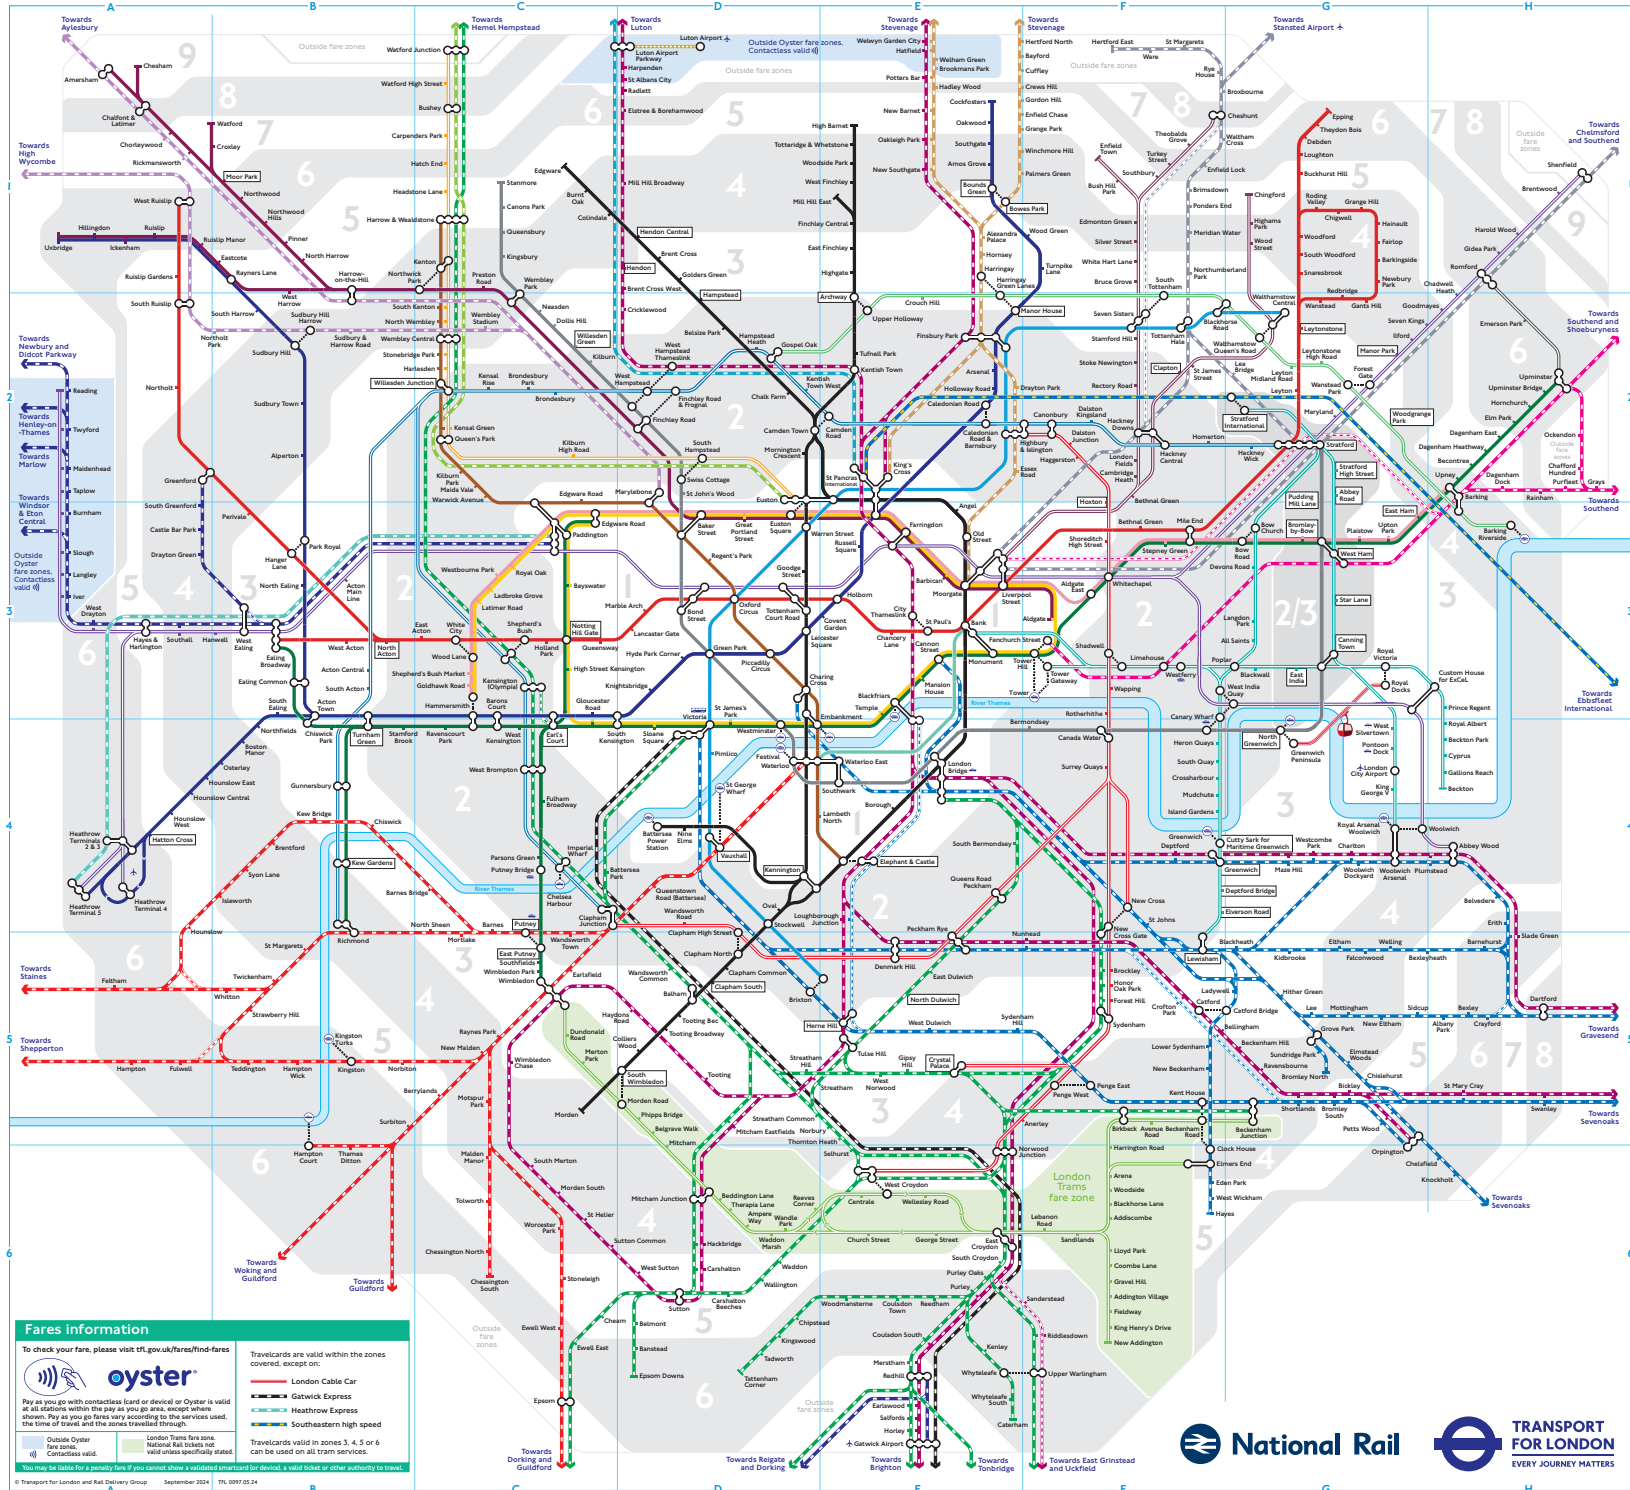 A
B
C
D
E
F
G
H
Towards
Aylesbury
Towards
Hemel Hempstead
Towards
Luton
Towards
Stevenage
Towards
Stevenage
Towards
Stansted Airport
Outside fare zones
Outside Oyster fare zones,
Contactless valid
Outside fare zones
Outside fare zones
Luton Airport
Luton Airport
Parkway
Harpenden
St Albans City
Radlett
Elstree & Borehamwood
Mill Hill Broadway
Hendon
Brent Cross West
Cricklewood
Watford Junction
Watford High Street
Bushey
Carpenders Park
Hatch End
Headstone Lane
Harrow & Wealdstone
Kenton
South Kenton
North Wembley
Wembley Central
Stonebridge Park
Harlesden
Willesden Junction
Kensal Green
Queen's Park
Kilburn
Park
Maida Vale
Warwick Avenue
Amersham
Chesham
Chalfont &
Latimer
Chorleywood
Rickmansworth
Watford
Croxley
Moor Park
Northwood
Northwood
Hills
Pinner
North Harrow
Harrow-
on-the-Hill
Northwick
Park
Preston
Road
Wembley
Park
Towards
High
Wycombe
West Ruislip
Hillingdon
Ruislip
Uxbridge
Ickenham
Ruislip Manor
Eastcote
Rayners Lane
West
Harrow
Ruislip Gardens
South Ruislip
South Harrow
Sudbury Hill
Harrow
Northolt
Park
Sudbury Hill
Sudbury &
Harrow Road
Wembley
Stadium
Northolt
Sudbury Town
Alperton
Greenford
South Greenford
Castle Bar Park
Drayton Green
Perivale
Hanger
Lane
Park Royal
North Ealing
Stanmore
Canons Park
Queensbury
Kingsbury
Neasden
Dollis Hill
Willesden
Green
Kilburn
Edgware
Burnt
Oak
Colindale
Hendon Central
Brent Cross
Golders Green
Hampstead
Belsize Park
Chalk Farm
Camden Town
Mornington
Crescent
High Barnet
Totteridge & Whetstone
Woodside Park
West Finchley
Mill Hill East
Finchley Central
East Finchley
Highgate
Archway
Upper Holloway
Crouch Hill
Tufnell Park
Kentish Town
Kentish
Town West
Camden
Road
Hampstead
Heath
Gospel Oak
West
Hampstead
Thameslink
West
Hampstead
Finchley Road
& Frognal
Finchley Road
South
Hampstead
Swiss Cottage
St John's Wood
Kilburn
High Road
Kensal
Rise
Brondesbury
Park
Brondesbury
Welwyn Garden City
Hatfield
Welham Green
Brookmans Park
Potters Bar
Hadley Wood
New Barnet
Oakleigh Park
New Southgate
Cockfosters
Oakwood
Southgate
Arnos Grove
Bounds
Green
Bowes Park
Wood Green
Turnpike
Lane
Alexandra
Palace
Hornsey
Harringay
Harringay
Green Lanes
Manor House
Finsbury Park
Arsenal
Holloway Road
Caledonian Road
Drayton Park
Caledonian
Road &
Barnsbury
Highbury
& Islington
Canonbury
Dalston
Kingsland
Dalston
Junction
Haggerston
Essex
Road
Hoxton
Hertford North
Bayford
Cuffley
Crews Hill
Gordon Hill
Enfield Chase
Grange Park
Winchmore Hill
Palmers Green
Hertford East
St Margarets
Ware
Rye
House
Broxbourne
Cheshunt
Theobalds
Grove
Waltham
Cross
Turkey
Street
Enfield Lock
Enfield
Town
Bush Hill
Park
Southbury
Brimsdown
Ponders End
Edmonton Green
Meridian Water
Silver Street
White Hart Lane
Bruce Grove
Northumberland
Park
South
Tottenham
Seven Sisters
Stamford Hill
Tottenham
Hale
Stoke Newington
Rectory Road
Clapton
Blackhorse
Road
Walthamstow
Central
Walthamstow
Queen's Road
St James
Street
Lea
Bridge
Leyton
Midland Road
Hackney
Downs
Hackney
Central
Homerton
Hackney
Wick
London
Fields
Cambridge
Heath
Bethnal Green
Chingford
Highams
Park
Wood
Street
Epping
Theydon Bois
Debden
Loughton
Buckhurst Hill
Roding
Valley
Grange Hill
Chigwell
Hainault
Woodford
Fairlop
South Woodford
Barkingside
Snaresbrook
Newbury
Park
Redbridge
Wanstead
Gants Hill
Leytonstone
Leytonstone
High Road
Leyton
Wanstead
Park
Forest
Gate
Manor Park
Woodgrange
Park
Maryland
Stratford
International
Stratford
Stratford
High Street
Abbey
Road
Pudding
Mill Lane
Bow
Church
Bromley-
by-Bow
Plaistow
Upton
Park
East Ham
Barking
Barking
Riverside
Goodmayes
Seven Kings
Ilford
Chadwell
Heath
Romford
Gidea Park
Harold Wood
Brentwood
Shenfield
Emerson Park
Upminster
Upminster Bridge
Hornchurch
Elm Park
Dagenham East
Dagenham Heathway
Becontree
Upney
Dagenham
Dock
Rainham
Ockendon
Outside
fare
zones
Chafford
Hundred
Purfleet
Grays
Outside
fare
zones
Towards
Chelmsford
and Southend
Towards
Southend and
Shoeburyness
Towards
Southend
Towards
Ebbsfleet
International
Towards
Newbury and
Didcot Parkway
Reading
Towards
Henley-on
-Thames
Twyford
Towards
Marlow
Maidenhead
Taplow
Towards
Windsor
& Eton
Central
Burnham
Slough
Outside
Oyster
fare zones,
Contactless
valid
Langley
Iver
West
Drayton
Hayes &
Harlington
Southall
Hanwell
West
Ealing
Ealing
Broadway
West Acton
Acton
Main
Line
North
Acton
East
Acton
White
City
Wood Lane
Shepherd's Bush Market
Goldhawk Road
Hammersmith
Shepherd's
Bush
Holland
Park
Notting
Hill Gate
Queensway
Lancaster Gate
Marble Arch
Bond
Street
Oxford
Circus
Tottenham
Court Road
Holborn
Chancery
Lane
St Paul's
Bank
Westbourne Park
Royal Oak
Ladbroke Grove
Latimer Road
Bayswater
Paddington
Edgware Road
Edgware Road
Marylebone
Baker
Street
Great
Portland
Street
Regent's Park
Euston
Euston
Square
Warren Street
Goodge
Street
Russell
Square
St Pancras
International
King's
Cross
Angel
Old
Street
Farringdon
Barbican
Moorgate
Liverpool
Street
City
Thameslink
Cannon
Street
Mansion
House
Blackfriars
Temple
Monument
Fenchurch Street
Tower
Hill
Tower
Gateway
Tower
Aldgate
Aldgate
East
Whitechapel
Shoreditch
High Street
Bethnal Green
Stepney Green
Mile End
Bow
Road
Devons Road
Langdon
Park
All Saints
Poplar
West Ham
Star Lane
Canning
Town
Royal
Victoria
Royal
Docks
Custom House
for ExCeL
Prince Regent
Royal Albert
Beckton Park
Cyprus
Gallions Reach
Beckton
West
Silvertown
Pontoon
Dock
London
City Airport
King
George V
Shadwell
Limehouse
Westferry
Blackwall
East
India
West India
Quay
Canary Wharf
Heron Quays
South Quay
Crossharbour
Mudchute
Island Gardens
Wapping
Rotherhithe
Canada Water
Bermondsey
Surrey Quays
North
Greenwich
Greenwich
Peninsula
River Thames
Covent
Garden
Leicester
Square
Piccadilly
Circus
Green Park
Hyde Park Corner
Knightsbridge
Charing
Cross
Embankment
Westminster
St James's
Park
Victoria
Sloane
Square
South
Kensington
Gloucester
Road
High Street Kensington
Kensington
(Olympia)
Barons
Court
West
Kensington
Earl's
Court
West Brompton
Fulham
Broadway
Parsons Green
Putney Bridge
Imperial
Wharf
Chelsea
Harbour
Putney
East Putney
Southfields
Wimbledon Park
Wimbledon
Ealing Common
Acton Central
South Acton
Acton
Town
Chiswick
Park
Turnham
Green
Stamford
Brook
Ravenscourt
Park
South
Ealing
Northfields
Boston
Manor
Osterley
Hounslow East
Hounslow Central
Hounslow
West
Hatton Cross
Heathrow
Terminals
2 & 3
Heathrow
Terminal 5
Heathrow
Terminal 4
Gunnersbury
Kew Gardens
Richmond
Kew Bridge
Chiswick
Brentford
Syon Lane
Isleworth
Hounslow
Barnes Bridge
River Thames
North Sheen
Mortlake
Barnes
Wandsworth
Town
Clapham
Junction
Battersea
Park
Battersea
Power
Station
Nine
Elms
Vauxhall
Pimlico
St George
Wharf
Festival
Waterloo
Waterloo East
Southwark
Lambeth
North
London
Bridge
Borough
Elephant & Castle
Kennington
Oval
Stockwell
Queenstown
Road (Battersea)
Wandsworth
Road
Clapham High Street
Clapham North
Clapham Common
Clapham South
Balham
Tooting Bec
Tooting Broadway
Colliers
Wood
South
Wimbledon
Morden
Brixton
Loughborough
Junction
Denmark Hill
Peckham Rye
Queens Road
Peckham
South Bermondsey
Nunhead
East Dulwich
North Dulwich
Herne Hill
West Dulwich
Tulse Hill
Streatham
Hill
Streatham
West
Norwood
Gipsy
Hill
Crystal
Palace
Sydenham
Hill
New Cross
New
Cross Gate
St Johns
Brockley
Honor
Oak Park
Forest Hill
Sydenham
Penge East
Penge West
Anerley
Norwood
Junction
Lewisham
Blackheath
Greenwich
Cutty Sark for
Maritime Greenwich
Greenwich
Deptford
Deptford Bridge
Elverson Road
Maze Hill
Westcombe
Park
Charlton
Woolwich
Dockyard
Woolwich
Arsenal
Royal Arsenal
Woolwich
Woolwich
Plumstead
Abbey Wood
Belvedere
Erith
Slade Green
Dartford
Kidbrooke
Eltham
Falconwood
Welling
Bexleyheath
Barnehurst
Ladywell
Catford
Catford Bridge
Crofton
Park
Hither Green
Lee
Mottingham
New Eltham
Sidcup
Albany
Park
Bexley
Crayford
Grove Park
Bellingham
Beckenham Hill
Ravensbourne
Sundridge Park
Bromley North
Lower Sydenham
New Beckenham
Kent House
Shortlands
Bromley
South
Bickley
Elmstead
Woods
Chislehurst
Petts Wood
Orpington
Chelsfield
Knockholt
St Mary Cray
Swanley
Towards
Gravesend
Towards
Sevenoaks
Towards
Sevenoaks
Beckenham
Junction
Birkbeck
Avenue
Road
Beckenham
Road
Clock House
Elmers End
Eden Park
West Wickham
Hayes
Harrington Road
Arena
Woodside
Blackhorse Lane
Addiscombe
Sandilands
Lebanon
Road
Lloyd Park
Coombe Lane
Gravel Hill
Addington Village
Fieldway
King Henry's Drive
New Addington
London
Trams
fare zone
Towards
Staines
Feltham
Whitton
Twickenham
St Margarets
Strawberry Hill
Towards
Shepperton
Hampton
Fulwell
Teddington
Hampton
Wick
Kingston
Turks
Kingston
Norbiton
New Malden
Raynes Park
Berrylands
Surbiton
Hampton
Court
Thames
Ditton
Motspur
Park
Malden
Manor
Tolworth
Chessington North
Chessington
South
Worcester
Park
Stoneleigh
Ewell West
Epsom
Ewell East
Cheam
Towards
Woking and
Guildford
Towards
Guildford
Towards
Dorking and
Guildford
Earlsfield
Wandsworth
Common
Haydons
Road
Tooting
Wimbledon
Chase
South Merton
Morden South
St Helier
Sutton Common
West Sutton
Sutton
Dundonald
Road
Merton
Park
Morden Road
Phipps Bridge
Belgrave Walk
Mitcham
Mitcham Junction
Mitcham Eastfields
Streatham Common
Norbury
Thornton Heath
Selhurst
Beddington Lane
Therapia Lane
Ampere
Way
Waddon
Marsh
Wandle
Park
Reeves
Corner
Centrale
West Croydon
Wellesley Road
Church Street
George Street
East
Croydon
South Croydon
Hackbridge
Carshalton
Carshalton
Beeches
Wallington
Waddon
Belmont
Banstead
Epsom Downs
Purley Oaks
Purley
Sanderstead
Riddlesdown
Upper Warlingham
Kenley
Whyteleafe
Whyteleafe
South
Caterham
Reedham
Coulsdon
Town
Woodmansterne
Chipstead
Kingswood
Tadworth
Tattenham
Corner
Coulsdon South
Merstham
Redhill
Earlswood
Salfords
Horley
Gatwick Airport
Outside
fare
zones
Outside
fare zones
Towards Reigate
and Dorking
Towards
Brighton
Towards
Tonbridge
Towards East Grinstead
and Uckfield
Fares information
To check your fare, please visit tfl.gov.uk/fares/find-fares
oyster
Pay as you go with contactless (card or device) or Oyster is valid
at all stations within the pay as you go area, except where
shown. Pay as you go fares vary according to the services used,
the time of travel and the zones travelled through.
Outside Oyster
fare zones,
Contactless valid.
London Trams fare zone.
National Rail tickets not
valid unless specifically stated.
Travelcards are valid within the zones
covered, except on:
London Cable Car
Gatwick Express
Heathrow Express
Southeastern high speed
Travelcards valid in zones 3, 4, 5 or 6
can be used on all tram services.
You may be liable for a penalty fare if you cannot show a validated smartcard (or device), a valid ticket or other authority to travel.
© Transport for London and Rail Delivery Group September 2024 TFL 0097.05.24
National Rail
TRANSPORT
FOR LONDON
EVERY JOURNEY MATTERS
1
2
3
4
5
6
7
8
9
2/3